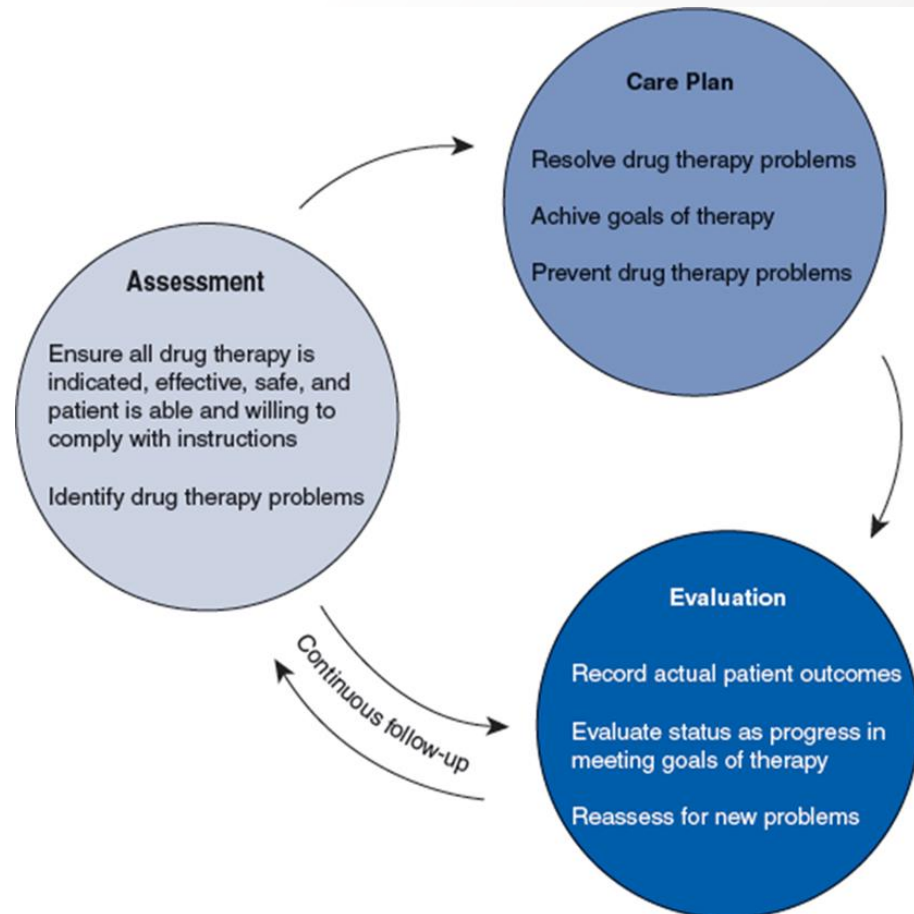 Care Plan
Resolve drug therapy problems
Achive goals of therapy
Prevent drug therapy problems
Assessment
Ensure all drug therapy is
indicated, effective, safe, and
patient is able and willing to
comply with instructions
Identify drug therapy problems
Continuous follow-up
Evaluation
Record actual patient outcomes
Evaluate status as progress in
meeting goals of therapy
Reassess for new problems